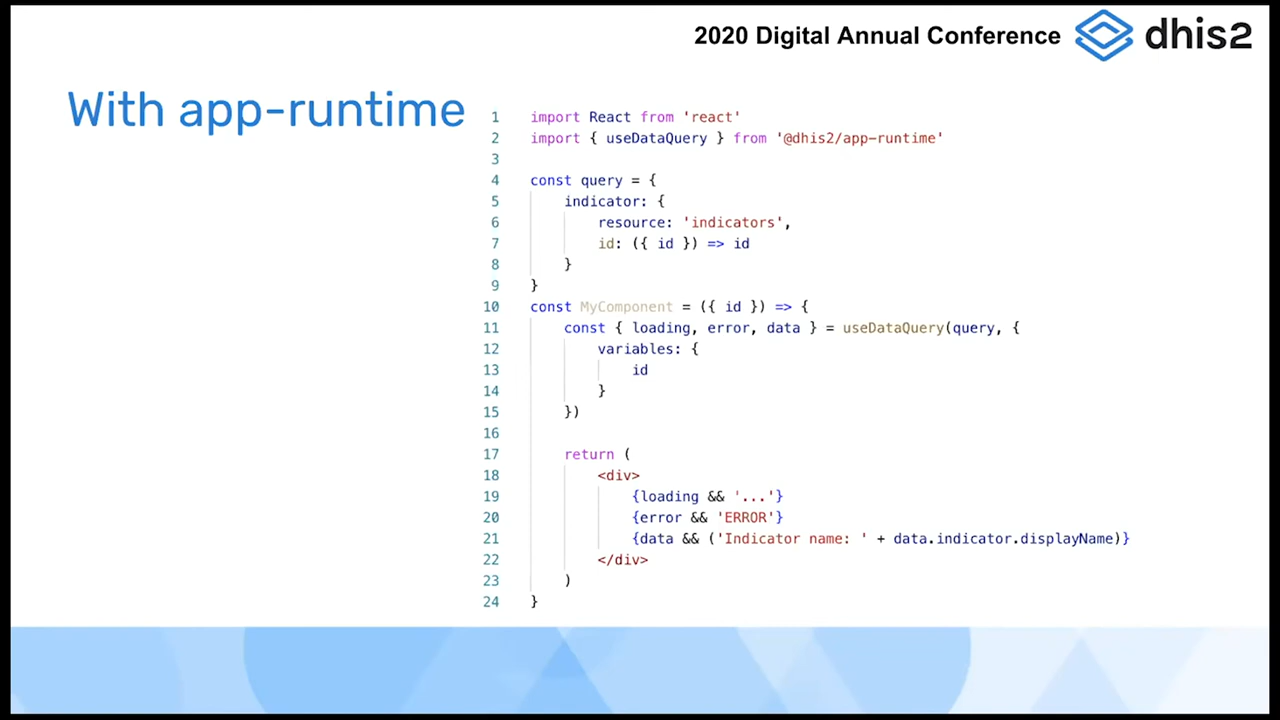 2020 Digital Annual Conference dhis2
With app-runtime
1 import React from 'react'
2 import { useDataQuery } from '@dhis2/app-runtime'
3
4 const query = {
5     indicator: {
6         resource: 'indicators',
7         id: ({ id }) => id
8     }
9 }
10 const MyComponent = ({ id }) => {
11     const { loading, error, data } = useDataQuery(query, {
12         variables: {
13             id
14         }
15     })
16
17     return (
18         <div>
19             {loading && '...'}
20             {error && 'ERROR'}
21             {data && ('Indicator name: ' + data.indicator.displayName)}
22         </div>
23     )
24 }